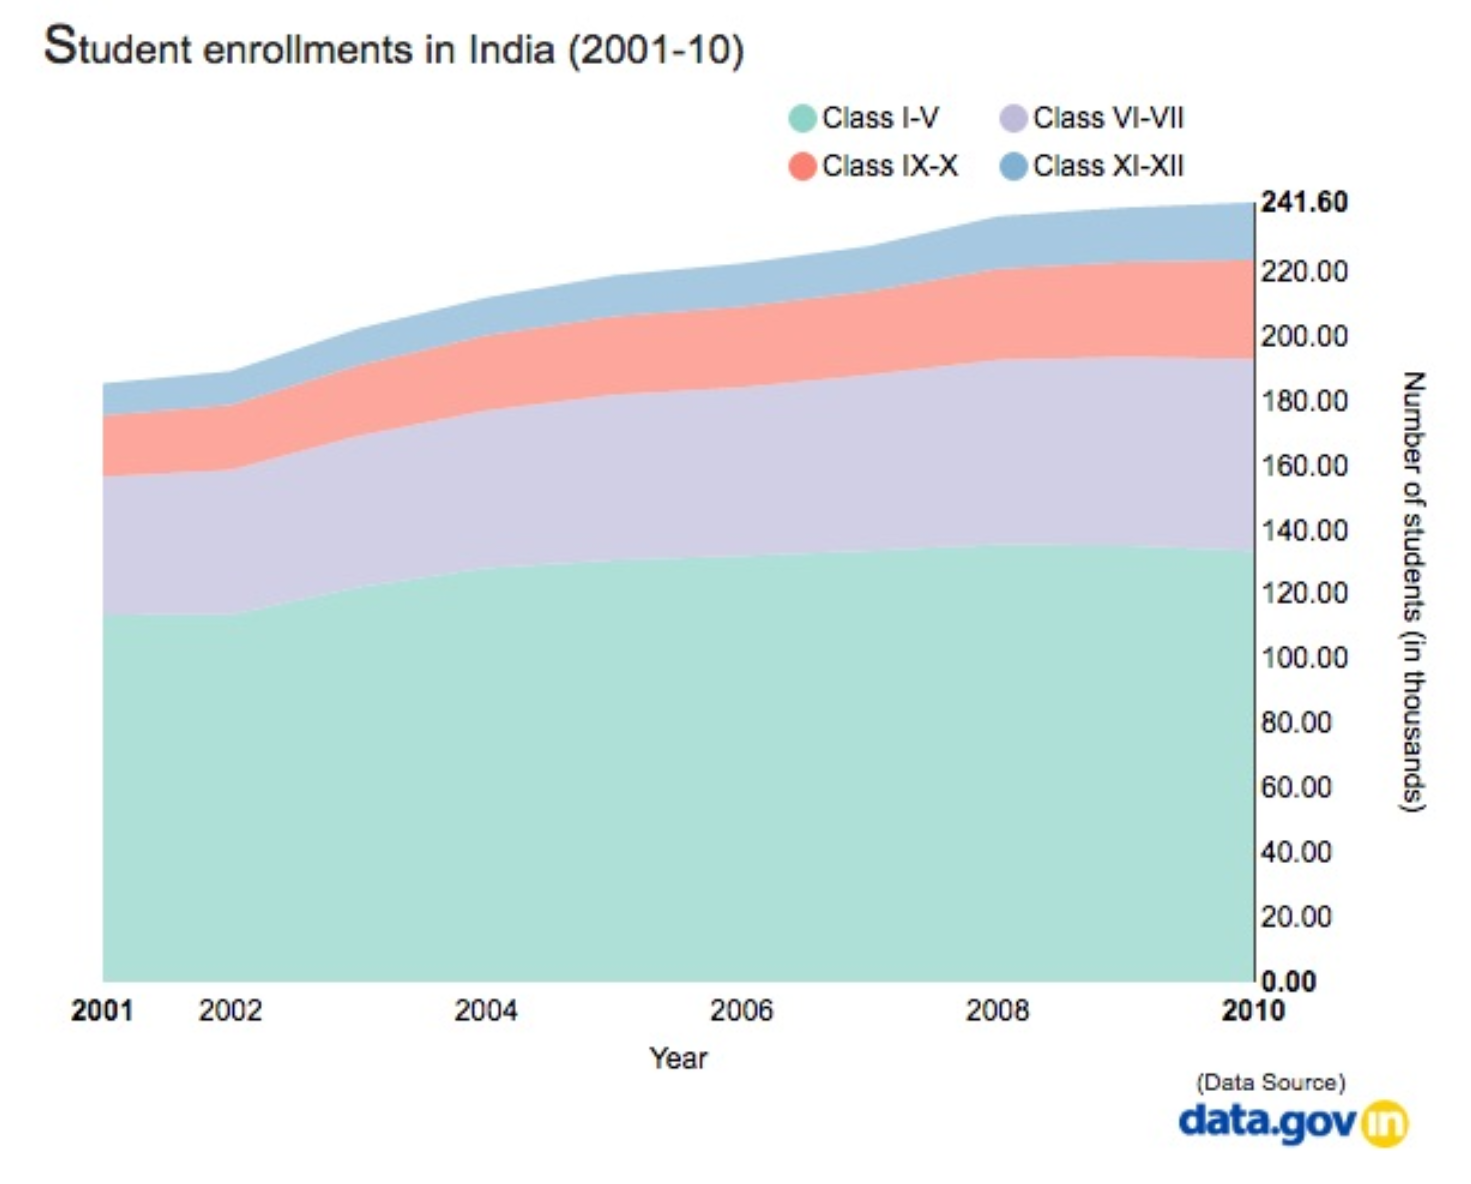 Student enrollments in India (2001-10)
Class I-V
Class VI-VII
Class IX-X
Class XI-XII
241.60
220.00
200.00
180.00
160.00
140.00
120.00
100.00
80.00
60.00
40.00
20.00
0.00
Number of students (in thousands)
2001 2002 2004 2006 2008 2010
Year
(Data Source)
data.gov in